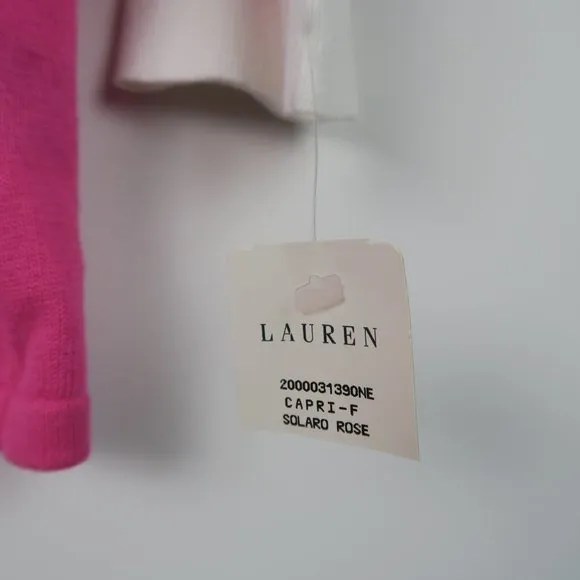 LAUREN
2000031390NE
CAPRI-F
SOLARO ROSE